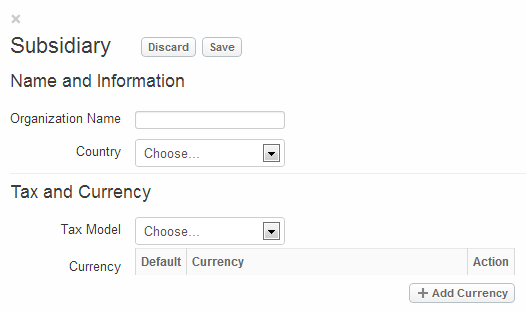 Subsidiary Discard Save
Name and Information
Organization Name
Country Choose...
Tax and Currency
Tax Model Choose...
Currency Default Currency Action
Add Currency